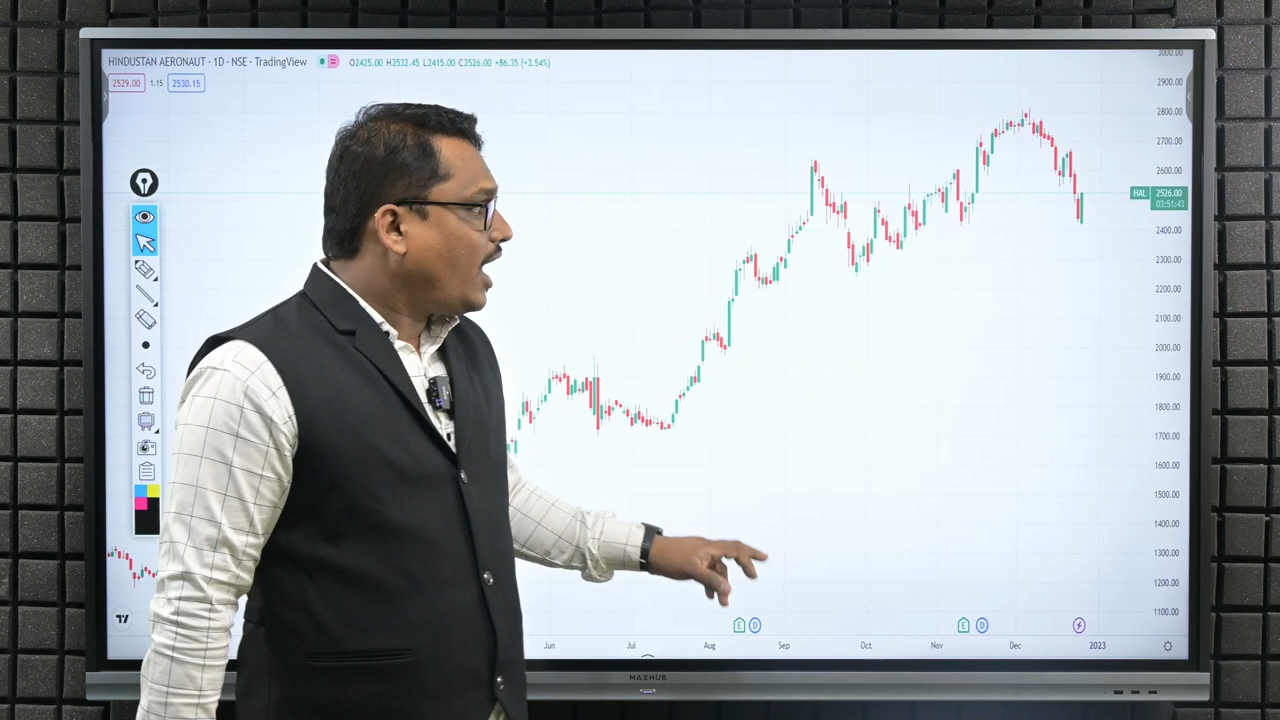 HINDUSTAN AERONAUT · 1D · NSE · TradingView
O2425.00 H2532.45 L2415.00 C2526.00 +86.35 (+3.54%)
2529.00 1.15 2530.15
3000.00
2900.00
2800.00
2700.00
2600.00
HAL 2526.00
03:51:43
2400.00
2300.00
2200.00
2100.00
2000.00
1900.00
1800.00
1700.00
1600.00
1500.00
1400.00
1300.00
1200.00
1100.00
E D E D
Jun Jul Aug Sep Oct Nov Dec 2023
MAXHUB